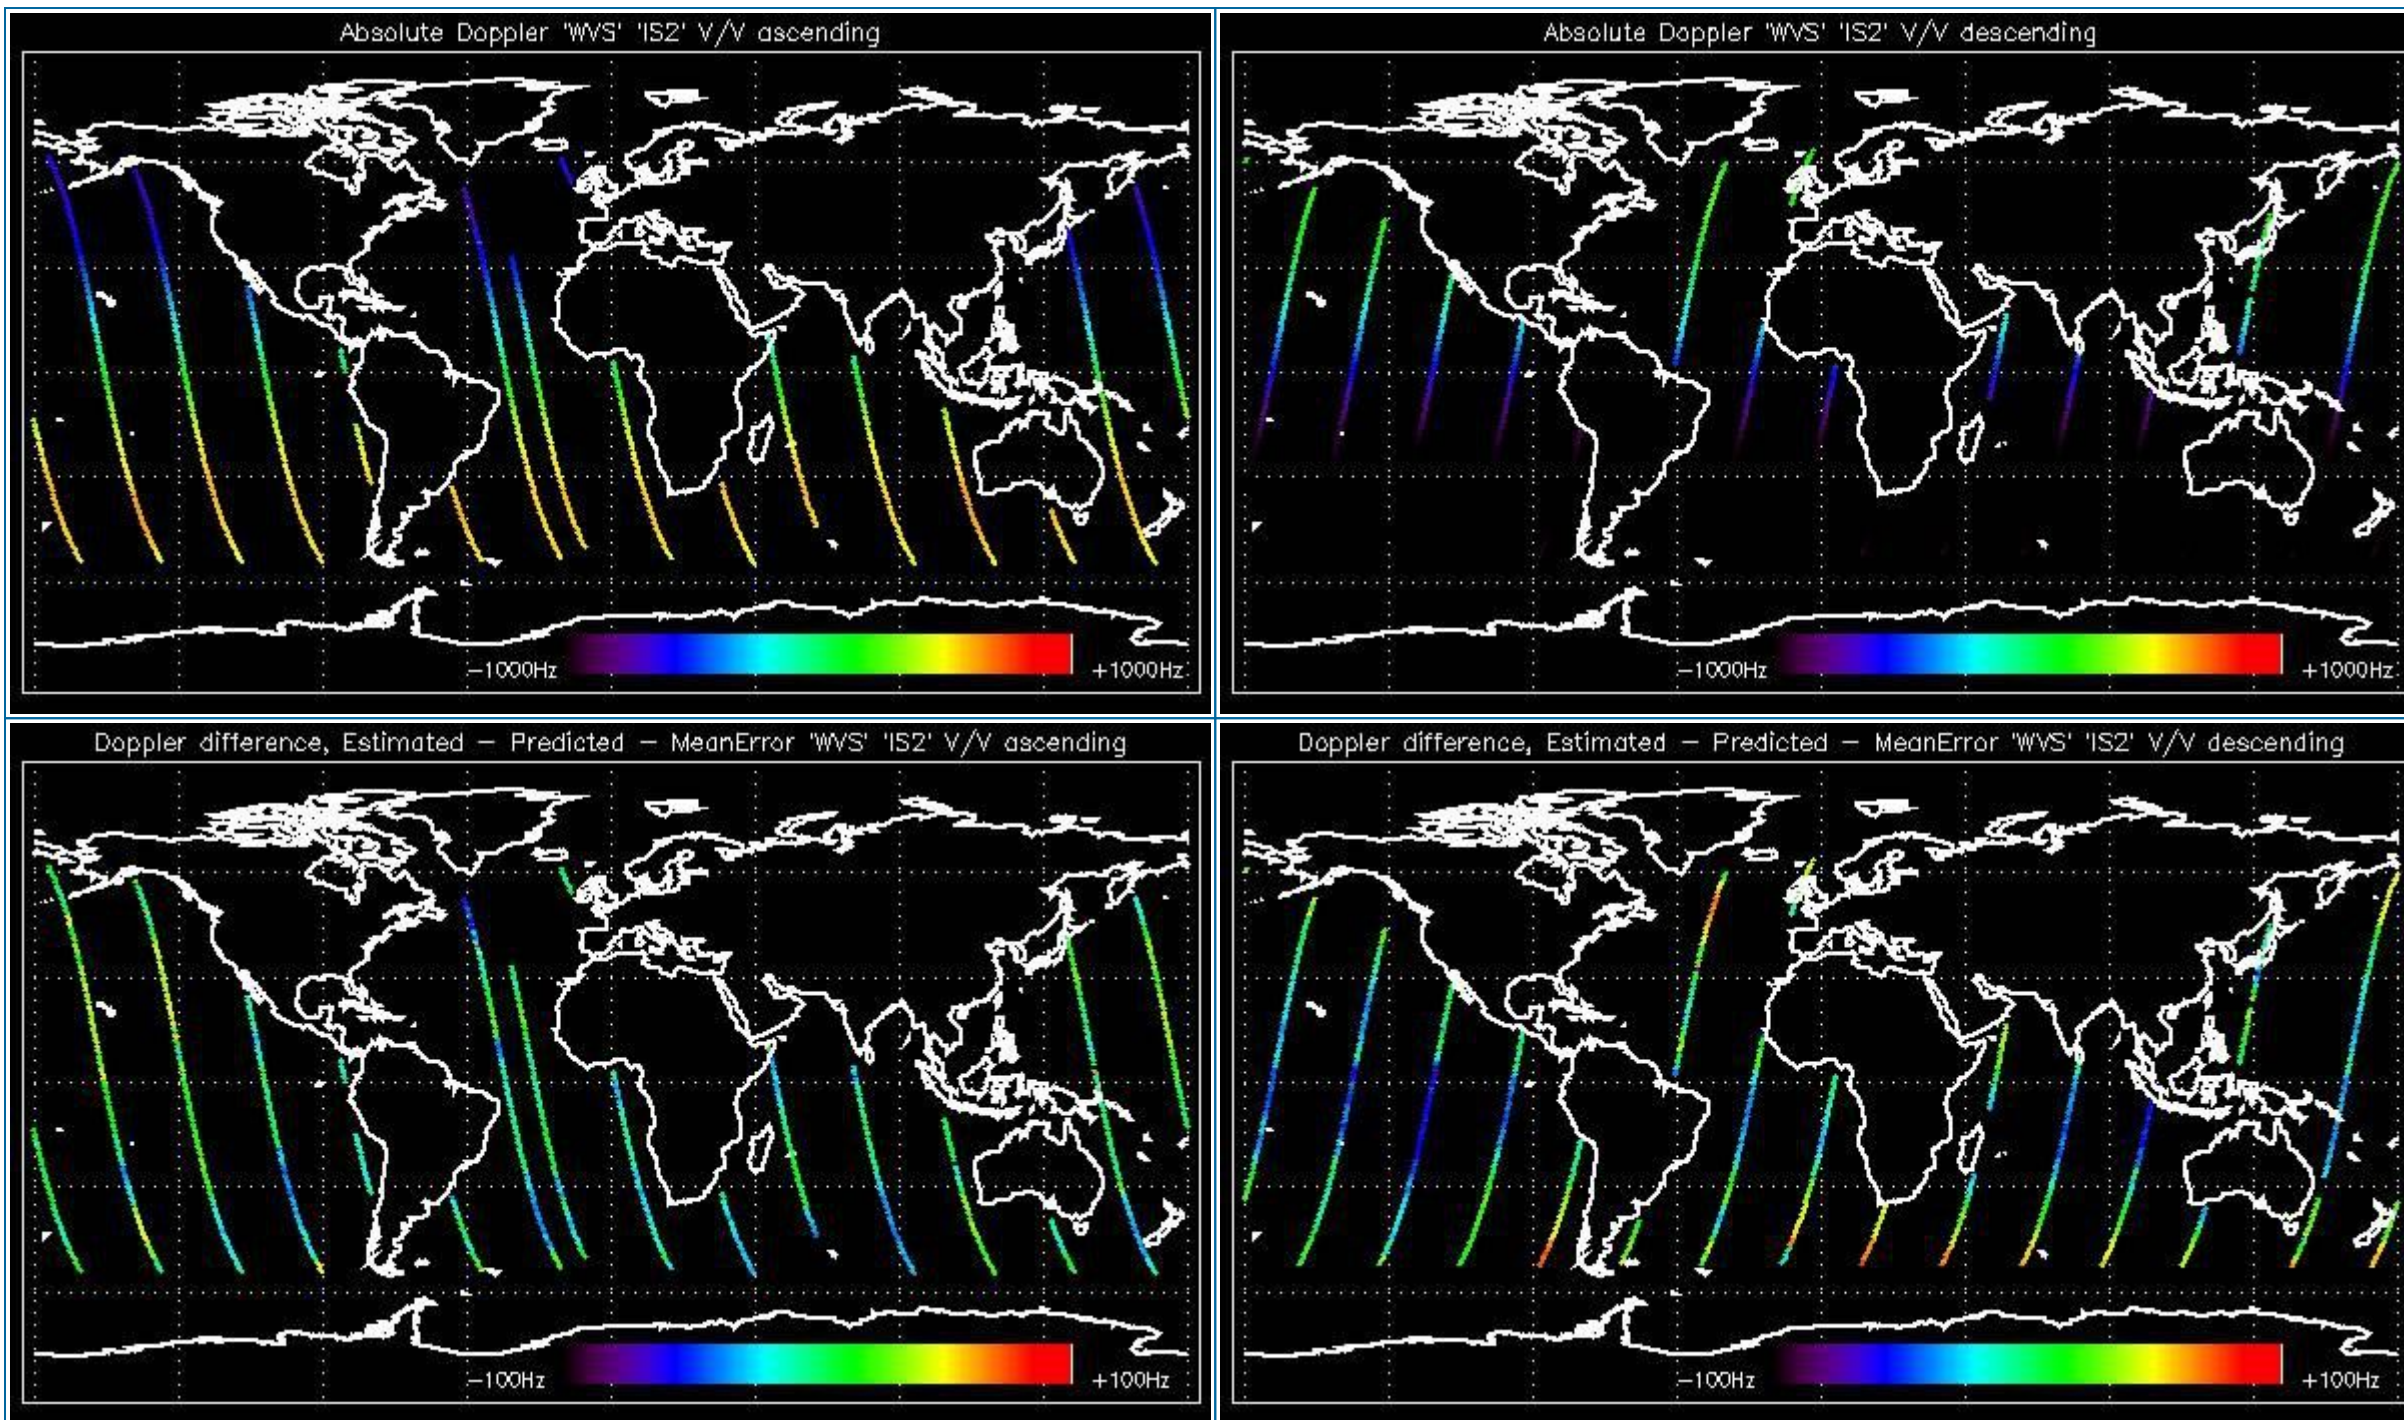 Absolute Doppler 'WVS' 'IS2' V/V ascending
−1000Hz
+1000Hz
Absolute Doppler 'WVS' 'IS2' V/V descending
−1000Hz
+1000Hz
Doppler difference, Estimated − Predicted − MeanError 'WVS' 'IS2' V/V ascending
−100Hz
+100Hz
Doppler difference, Estimated − Predicted − MeanError 'WVS' 'IS2' V/V descending
−100Hz
+100Hz